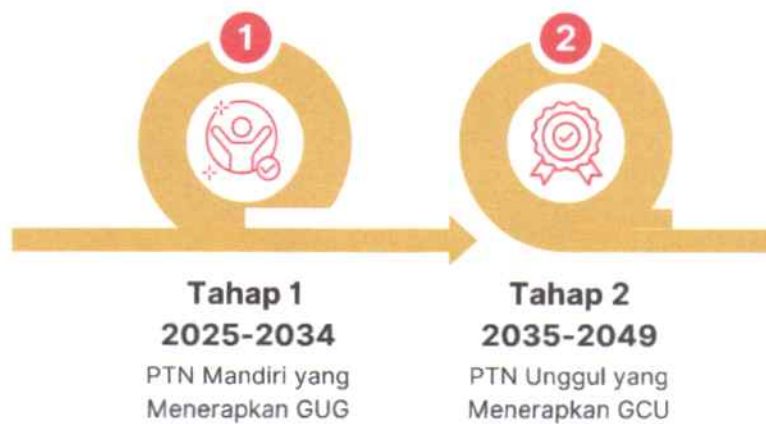 1
2
Tahap 1
2025-2034
PTN Mandiri yang
Menerapkan GUG
Tahap 2
2035-2049
PTN Unggul yang
Menerapkan GCU